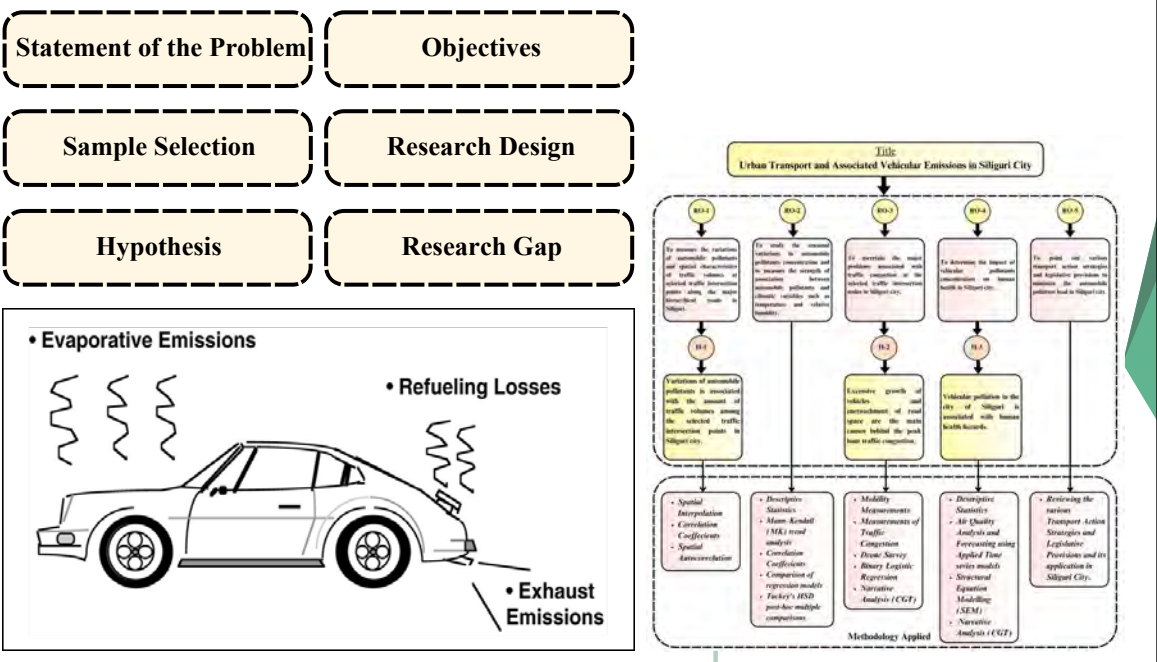 Statement of the Problem
Objectives
Sample Selection
Research Design
Hypothesis
Research Gap
• Evaporative Emissions
• Refueling Losses
• Exhaust
Emissions
Title
Urban Transport and Associated Vehicular Emissions in Siliguri City
RO-1
RO-2
RO-3
RO-4
RO-5
To measure the variations
of automobile pollutants
and spatial characteristics
of traffic volumes at
selected traffic intersection
points along the major
hierarchical roads in
Siliguri.
To study the seasonal
variations in automobile
pollutants concentration and
to measure the strength of
association between
automobile pollutants and
climatic variables such as
temperature and relative
humidity.
To ascertain the major
problems associated with
traffic congestion at the
selected traffic intersection
nodes in Siliguri city.
To determine the impact of
vehicular pollutants
concentration on human
health in Siliguri city.
To point out various
transport action strategies
and legislative provisions to
minimize the automobile
pollution load in Siliguri city.
H-1
H-2
H-3
Variations of automobile
pollutants is associated
with the amount of
traffic volumes among
the selected traffic
intersection points in
Siliguri city.
Excessive growth of
vehicles and
encroachment of road
space are the main
causes behind the peak
hour traffic congestion.
Vehicular pollution in the
city of Siliguri is
associated with human
health hazards.
• Spatial
Interpolation
• Correlation
Coefficients
• Spatial
Autocorrelation
• Descriptive
Statistics
• Mann-Kendall
(MK) trend
analysis
• Correlation
Coefficients
• Comparison of
regression models
• Tuckey's HSD
post-hoc multiple
comparisons
• Mobility
Measurements
• Measurements of
Traffic
Congestion
• Drone Survey
• Binary Logistic
Regression
• Narrative
Analysis (CGT)
• Descriptive
Statistics
• Air Quality
Analysis and
Forecasting using
Applied Time
series models
• Structural
Equation
Modelling
(SEM)
• Narrative
Analysis (CGT)
• Reviewing the
various
Transport Action
Strategies and
Legislative
Provisions and its
application in
Siliguri City.
Methodology Applied